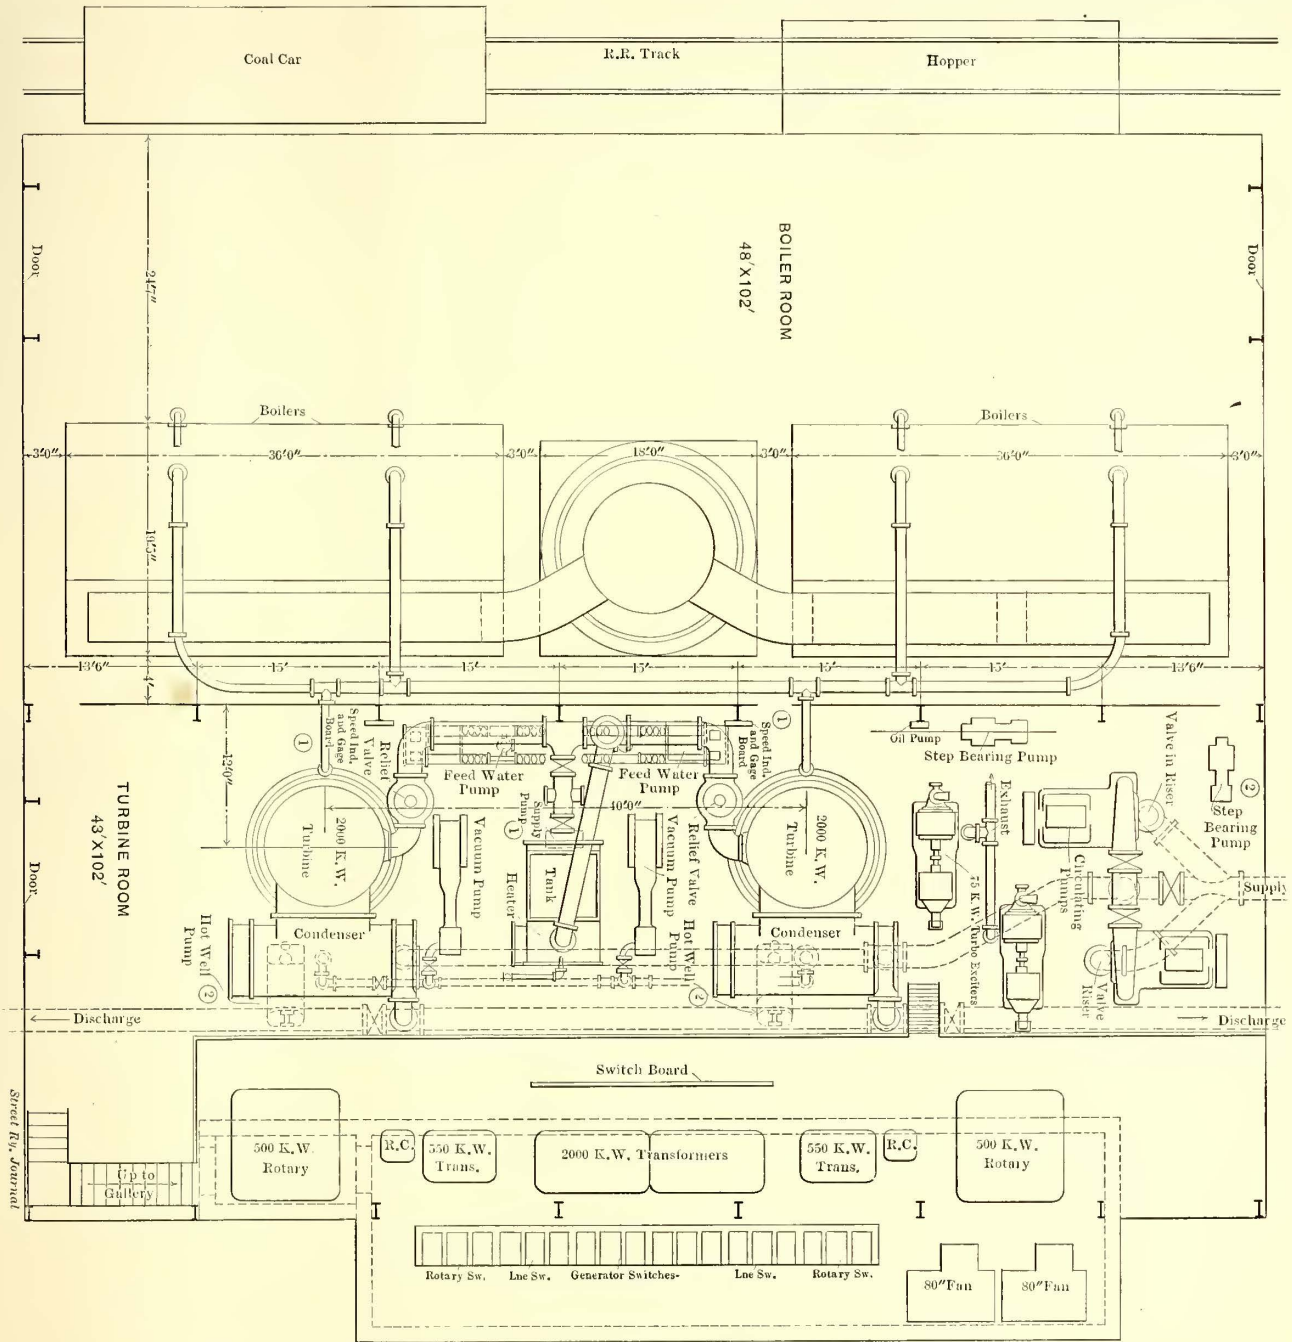 Coal Car
R.R. Track
Hopper
Door
BOILER ROOM
48'X102'
Door
24'7"
Boilers
Boilers
3'0"
36'0"
3'0"
18'0"
3'0"
36'0"
3'0"
13'6"
4'
15'
15'
15'
15'
15'
13'6"
①
Speed Ind.
and Gage
Board
Relief
Valve
Feed Water
Pump
Feed Water
Pump
①
Speed Ind.
and Gage
Board
Oil Pump
Step Bearing Pump
Valve in Riser
②
Step
Bearing
Pump
12'0"
40'0"
TURBINE ROOM
43'X102'
2000 K.W.
Turbine
Vacuum Pump
Supply
Pump
①
Tank
Heater
Vacuum Pump
Relief Valve
2000 K.W.
Turbine
Exhaust
75 K.W. Turbo Exciters
Circulating
Pumps
Supply
Door
Hot Well
Pump
②
Condenser
Hot Well
Pump
②
Condenser
Valve
Riser
Discharge
Discharge
Switch Board
500 K.W.
Rotary
R.C.
550 K.W.
Trans.
2000 K.W. Transformers
550 K.W.
Trans.
R.C.
500 K.W.
Rotary
Up to
Gallery
Rotary Sw.
Lne Sw.
Generator Switches-
Lne Sw.
Rotary Sw.
80" Fan
80" Fan
Street Ry. Journal